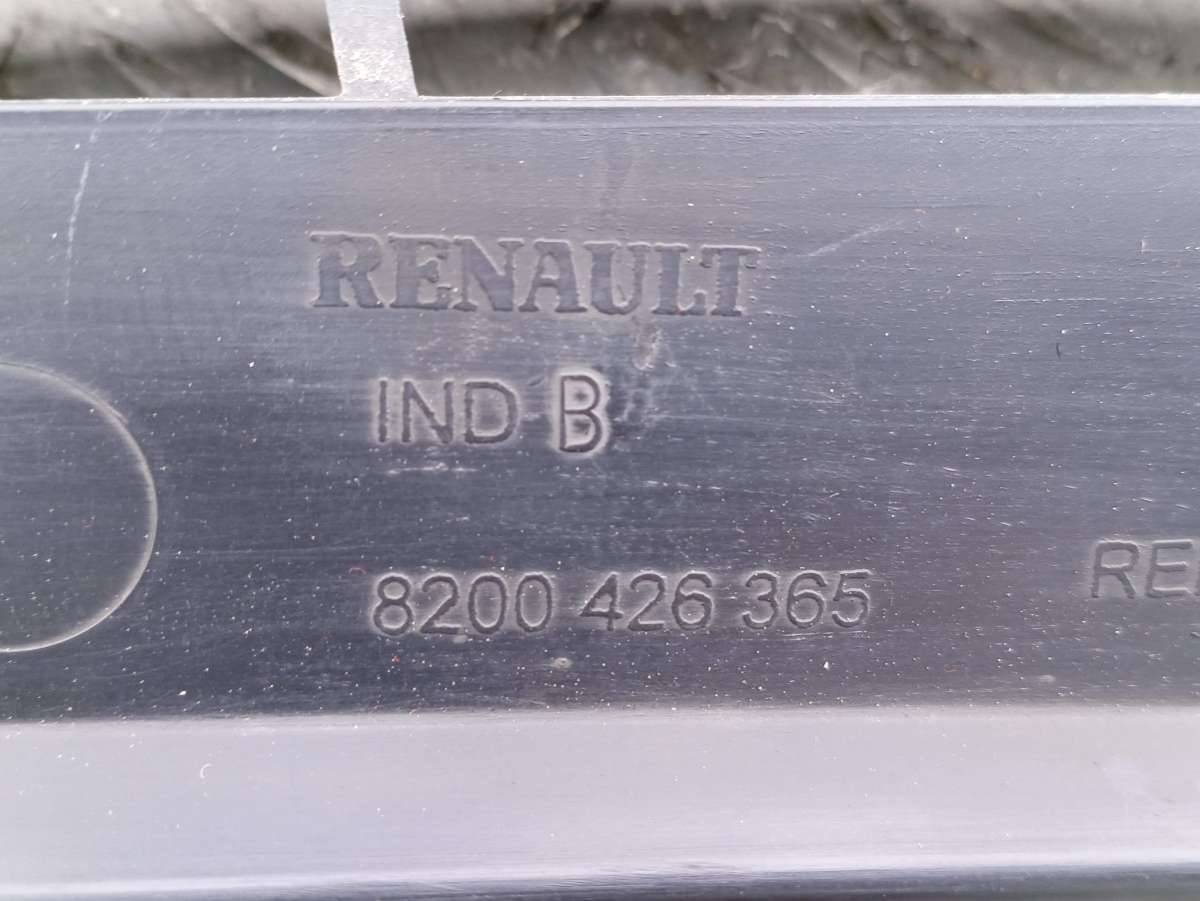 RENAULT
IND B
8200 426 365